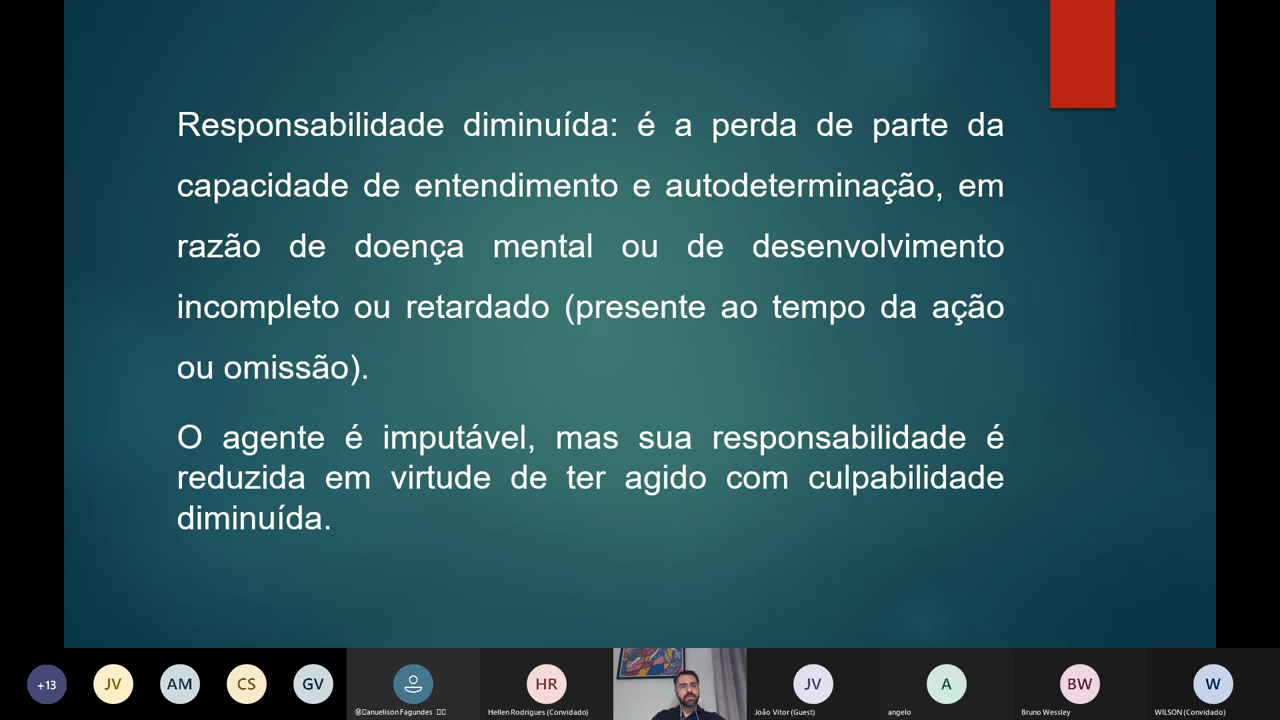 Responsabilidade diminuída: é a perda de parte da
capacidade de entendimento e autodeterminação, em
razão de doença mental ou de desenvolvimento
incompleto ou retardado (presente ao tempo da ação
ou omissão).
O agente é imputável, mas sua responsabilidade é
reduzida em virtude de ter agido com culpabilidade
diminuída.
+13
JV
AM
CS
GV
HR
JV
A
BW
W
Fagundes
Hellen Rodrigues (Convidado)
João Vitor (Guest)
angelo
Bruno Wessley
WILSON (Convidado)